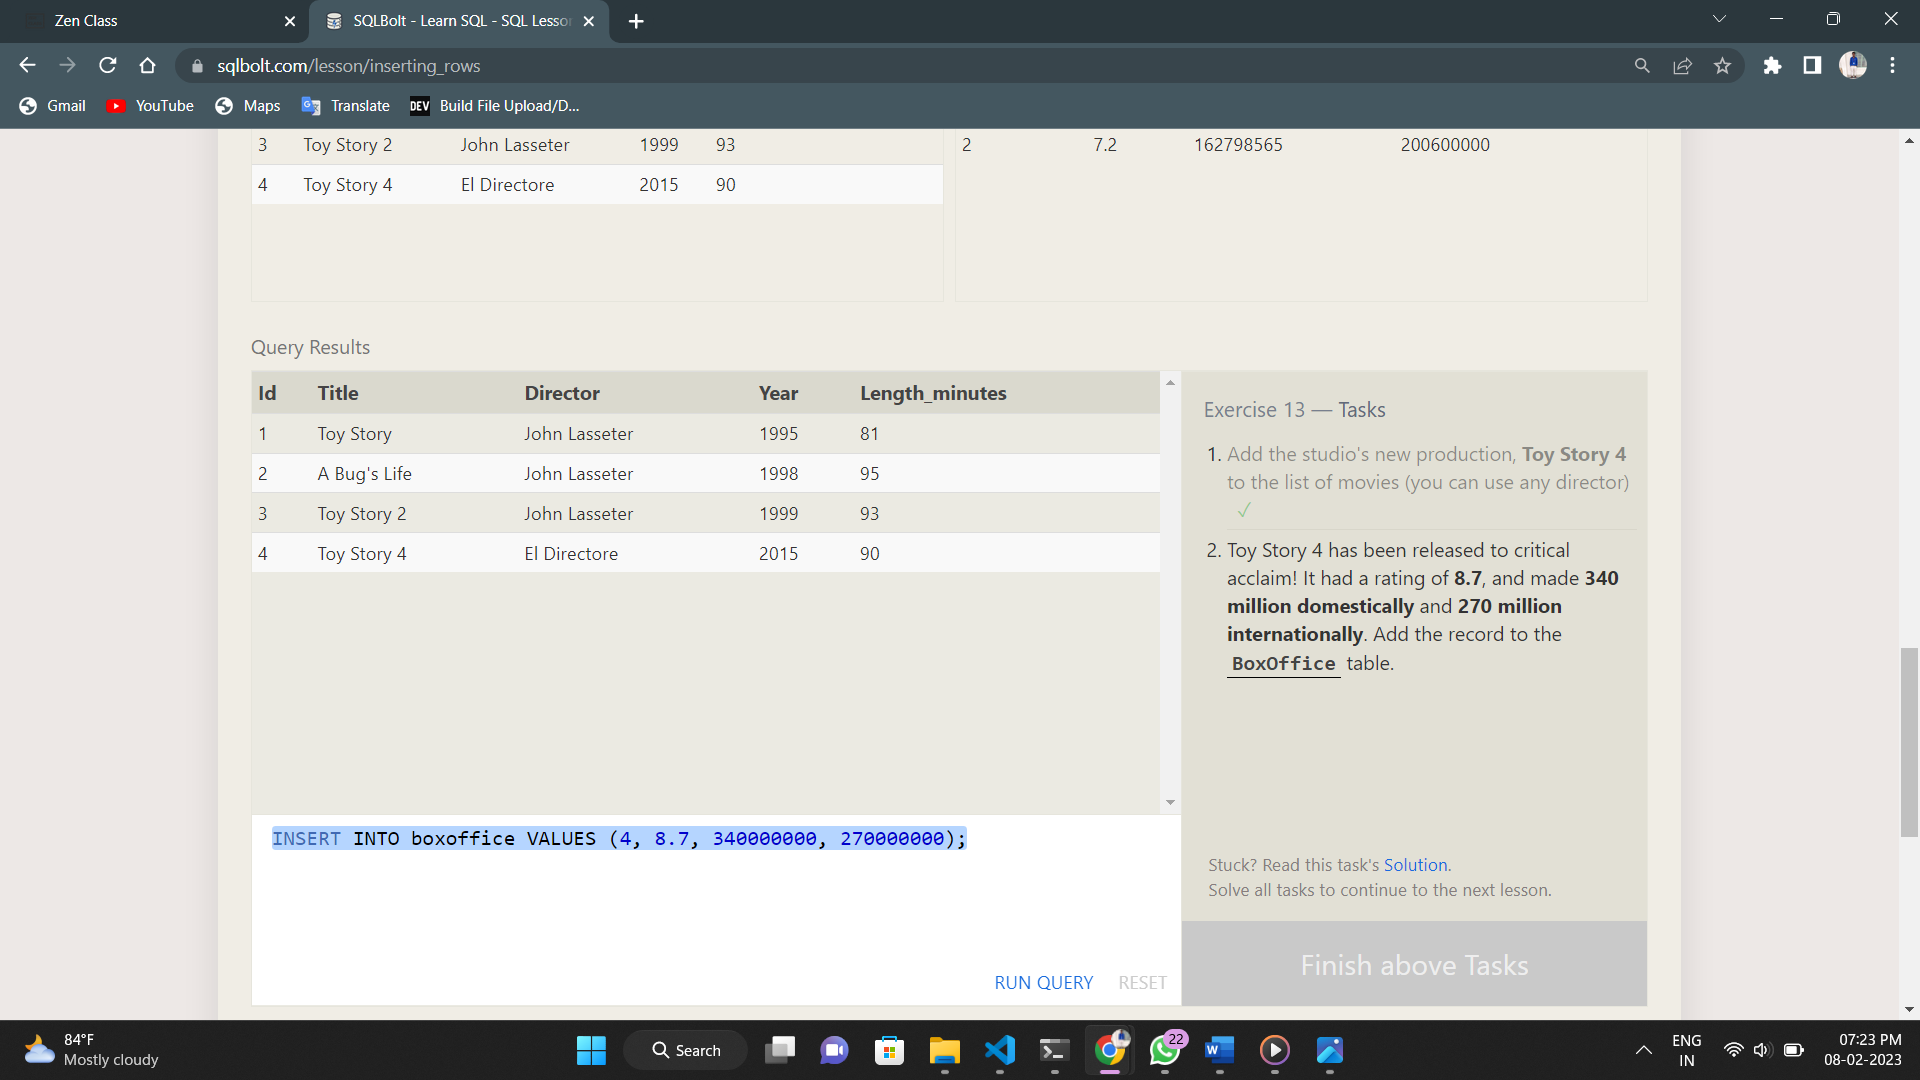 Zen Class
SQLBolt - Learn SQL - SQL Lesson
sqlbolt.com/lesson/inserting_rows
Gmail YouTube Maps Translate DEV Build File Upload/D...
3 Toy Story 2 John Lasseter 1999 93
4 Toy Story 4 El Directore 2015 90
2 7.2 162798565 200600000
Query Results
Id Title Director Year Length_minutes
1 Toy Story John Lasseter 1995 81
2 A Bug's Life John Lasseter 1998 95
3 Toy Story 2 John Lasseter 1999 93
4 Toy Story 4 El Directore 2015 90
Exercise 13 — Tasks
1. Add the studio's new production, Toy Story 4
to the list of movies (you can use any director)
✓
2. Toy Story 4 has been released to critical
acclaim! It had a rating of 8.7, and made 340
million domestically and 270 million
internationally. Add the record to the
BoxOffice table.
INSERT INTO boxoffice VALUES (4, 8.7, 340000000, 270000000);
Stuck? Read this task's Solution.
Solve all tasks to continue to the next lesson.
RUN QUERY RESET
Finish above Tasks
84°F
Mostly cloudy
Search
22
ENG
IN
07:23 PM
08-02-2023